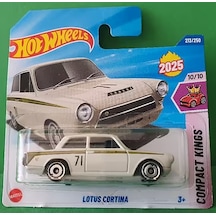 Hot Wheels
213/250
2025
10/10
COMPACT KINGS
71
LOTUS CORTINA
3+